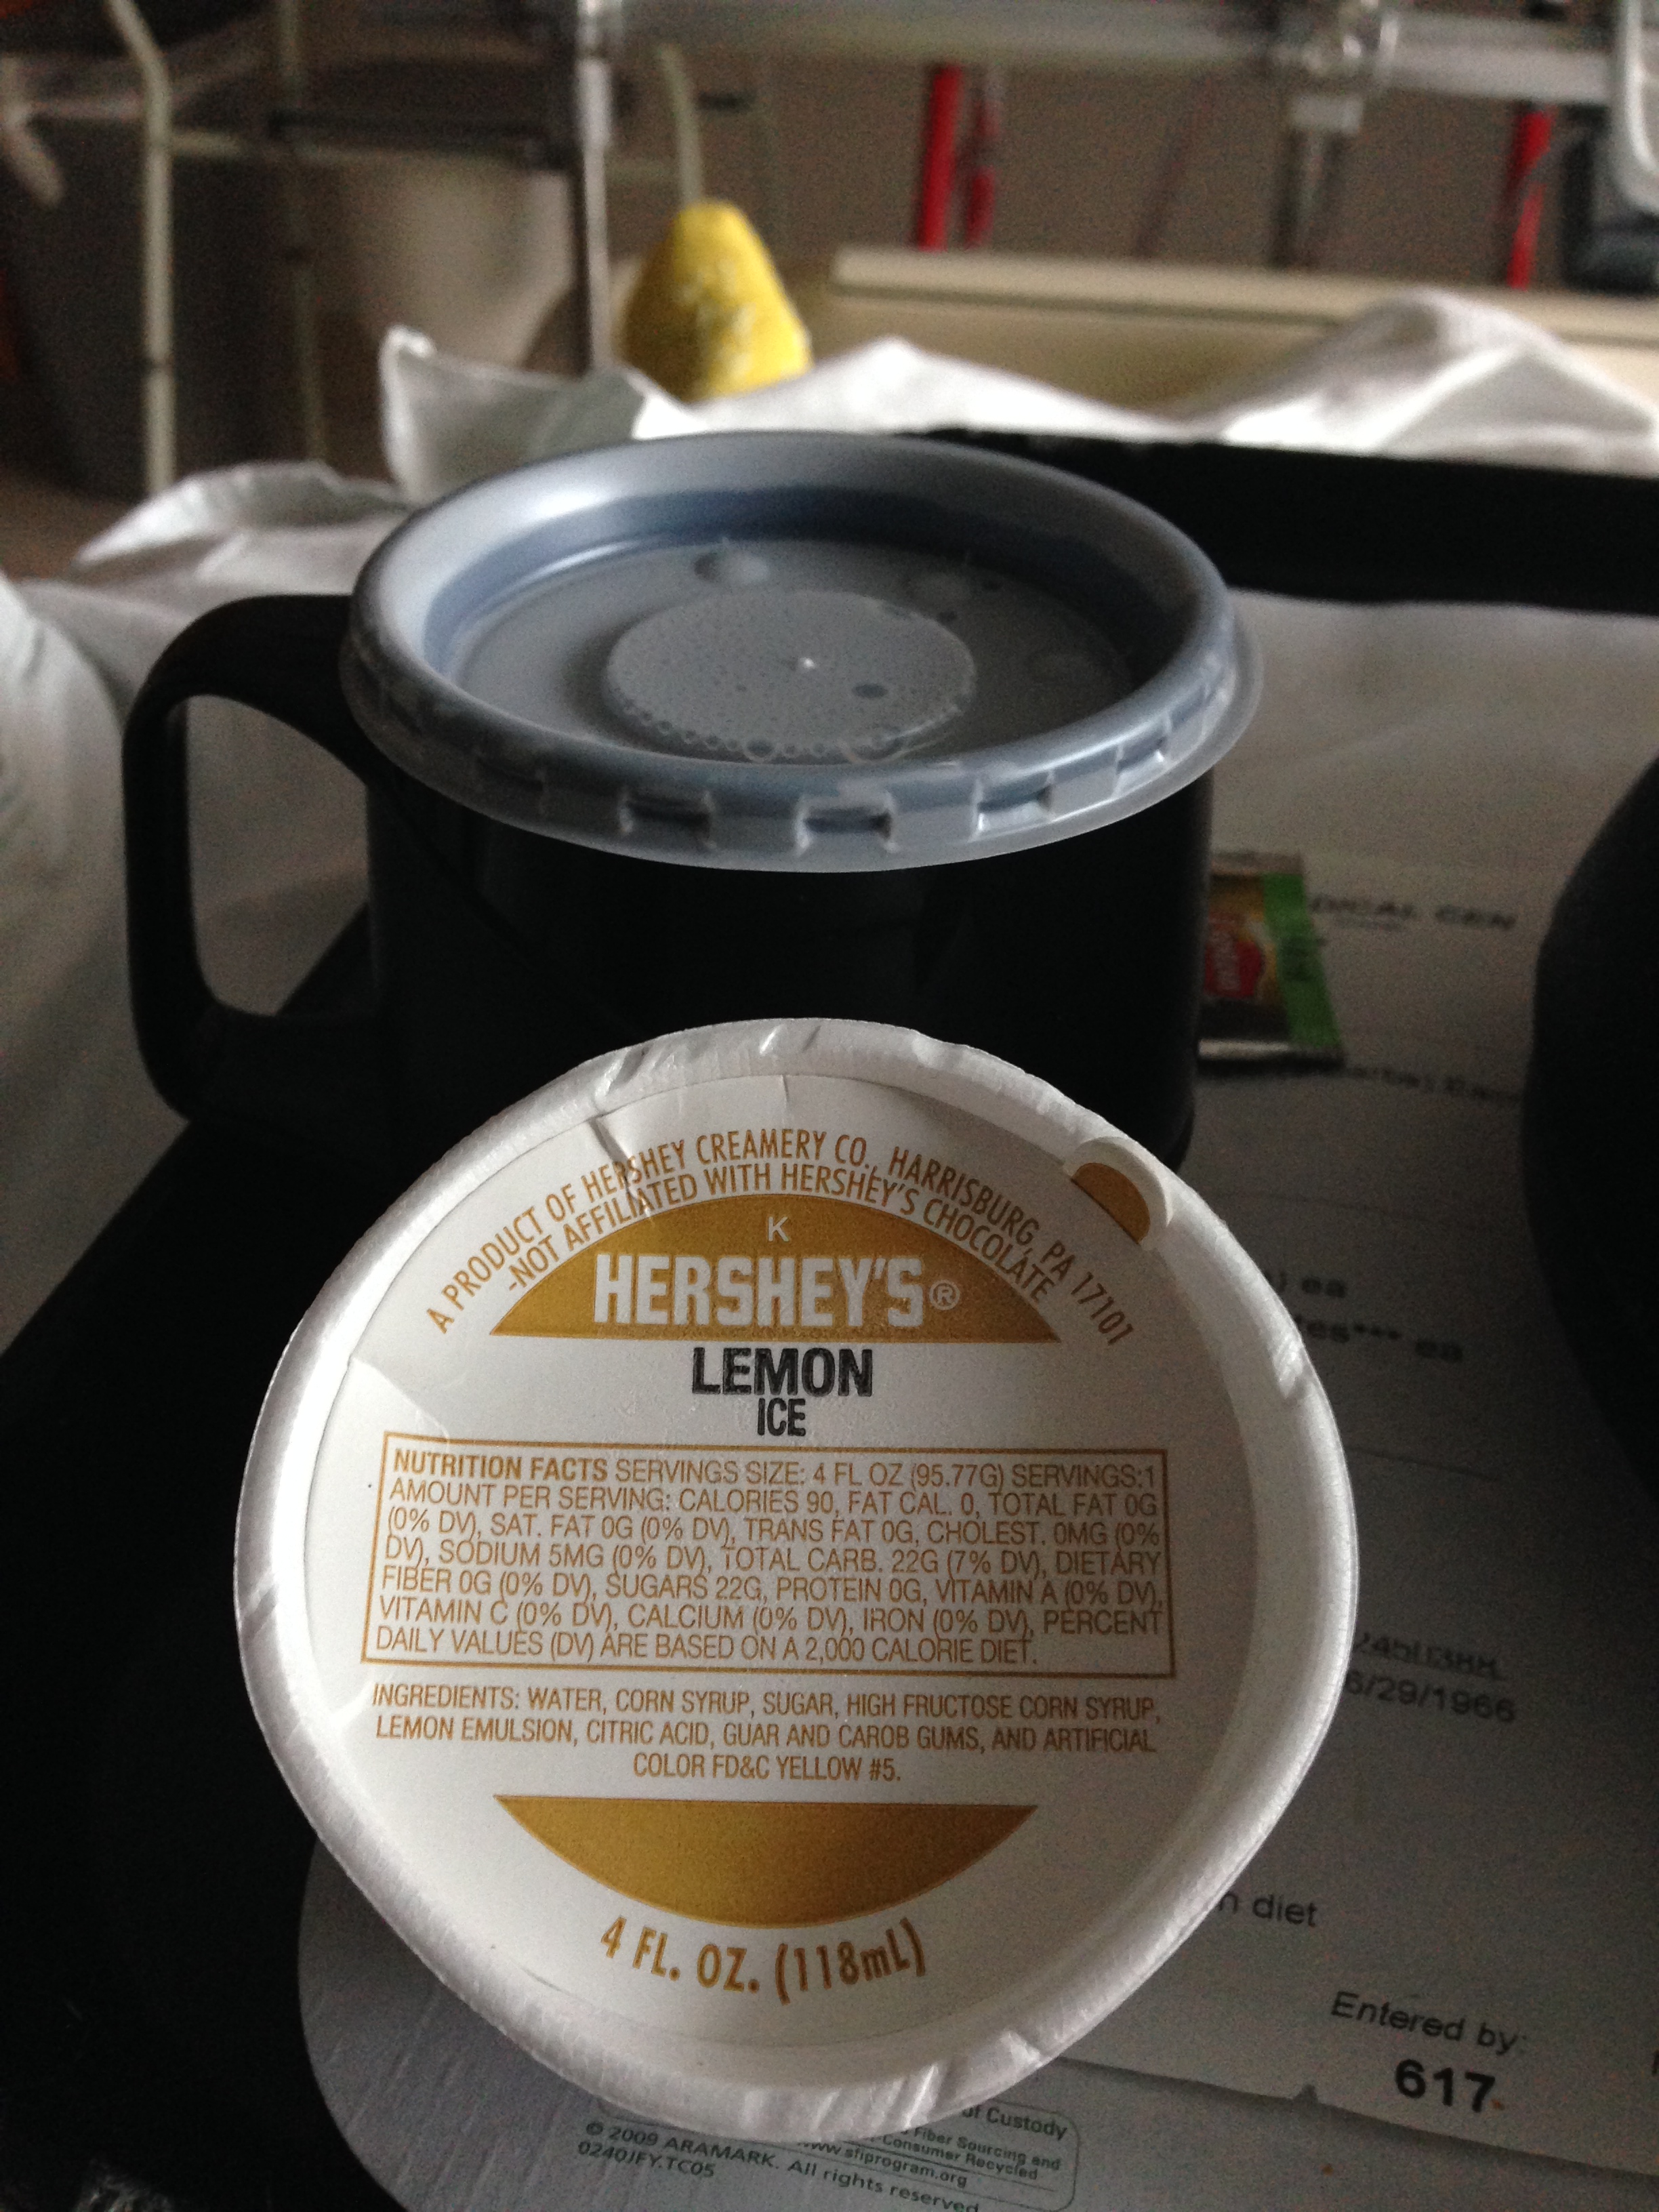 A PRODUCT OF HERSHEY CREAMERY CO., HARRISBURG, PA 17101
-NOT AFFILIATED WITH HERSHEY'S CHOCOLATE
K
HERSHEY'S®
LEMON
ICE
NUTRITION FACTS SERVINGS SIZE: 4 FL OZ (95.77G) SERVINGS:1
AMOUNT PER SERVING: CALORIES 90, FAT CAL. 0, TOTAL FAT 0G
(0% DV), SAT. FAT 0G (0% DV), TRANS FAT 0G, CHOLEST. 0MG (0%
DV), SODIUM 5MG (0% DV), TOTAL CARB. 22G (7% DV), DIETARY
FIBER 0G (0% DV), SUGARS 22G, PROTEIN 0G, VITAMIN A (0% DV),
VITAMIN C (0% DV), CALCIUM (0% DV), IRON (0% DV), PERCENT
DAILY VALUES (DV) ARE BASED ON A 2,000 CALORIE DIET.
INGREDIENTS: WATER, CORN SYRUP, SUGAR, HIGH FRUCTOSE CORN SYRUP,
LEMON EMULSION, CITRIC ACID, GUAR AND CAROB GUMS, AND ARTIFICIAL
COLOR FD&C YELLOW #5.
4 FL. OZ. (118mL)
ea
ea
6/29/1966
diet
Entered by:
617
of Custody
Fiber Sourcing and
Consumer Recycled
www.sfiprogram.org
© 2009 ARAMARK. All rights reserved
0240JFY.TC05